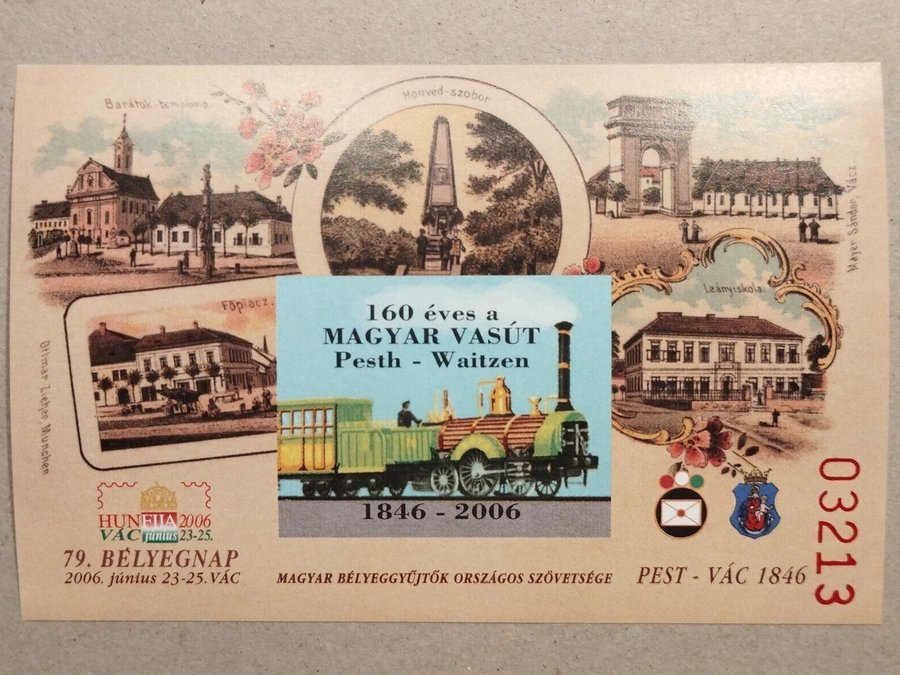 Barátok-temploma.
Honvéd-szobor
Mayer Sándor, Vácz
Főpiacz.
Leányiskola.
Ottmar Zieher, München
160 éves a
MAGYAR VASÚT
Pesth - Waitzen
1846 - 2006
HUNFILA 2006
VÁC június 23-25.
79. BÉLYEGNAP
2006. június 23-25. VÁC
MAGYAR BÉLYEGGYŰJTŐK ORSZÁGOS SZÖVETSÉGE
PEST - VÁC 1846
03213